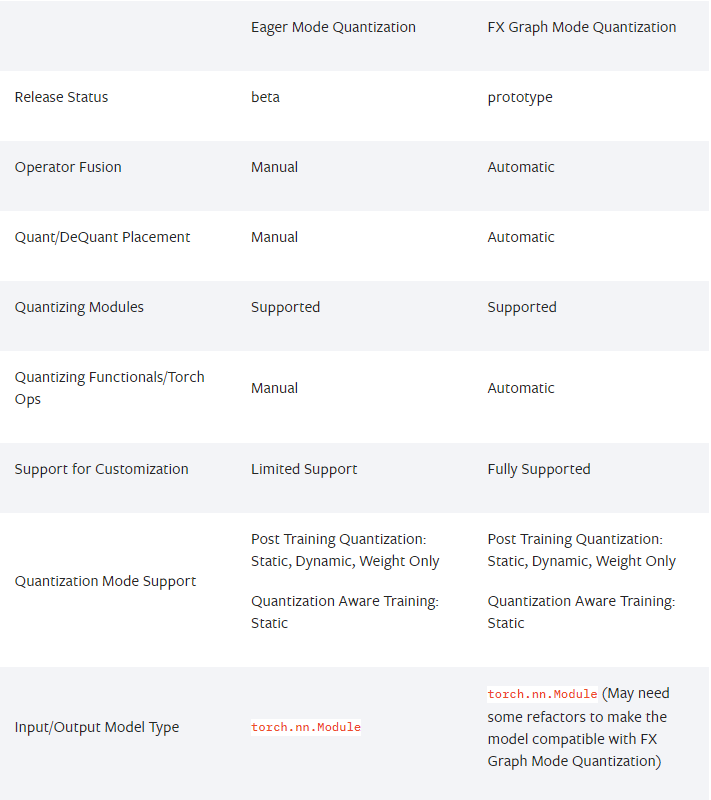 Eager Mode Quantization
FX Graph Mode Quantization
Release Status
beta
prototype
Operator Fusion
Manual
Automatic
Quant/DeQuant Placement
Manual
Automatic
Quantizing Modules
Supported
Supported
Quantizing Functionals/Torch
Ops
Manual
Automatic
Support for Customization
Limited Support
Fully Supported
Quantization Mode Support
Post Training Quantization:
Static, Dynamic, Weight Only
Quantization Aware Training:
Static
Post Training Quantization:
Static, Dynamic, Weight Only
Quantization Aware Training:
Static
Input/Output Model Type
torch.nn.Module
torch.nn.Module (May need
some refactors to make the
model compatible with FX
Graph Mode Quantization)